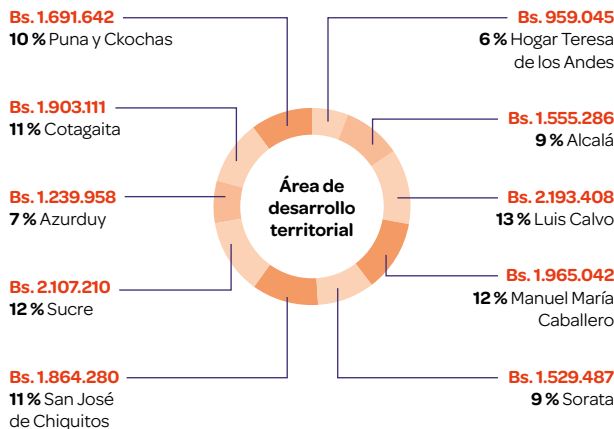 Bs. 1.691.642
10 % Puna y Ckochas
Bs. 1.903.111
11 % Cotagaita
Bs. 1.239.958
7 % Azurduy
Bs. 2.107.210
12 % Sucre
Bs. 1.864.280
11 % San José
de Chiquitos
Área de
desarrollo
territorial
Bs. 959.045
6 % Hogar Teresa
de los Andes
Bs. 1.555.286
9 % Alcalá
Bs. 2.193.408
13 % Luis Calvo
Bs. 1.965.042
12 % Manuel María
Caballero
Bs. 1.529.487
9 % Sorata